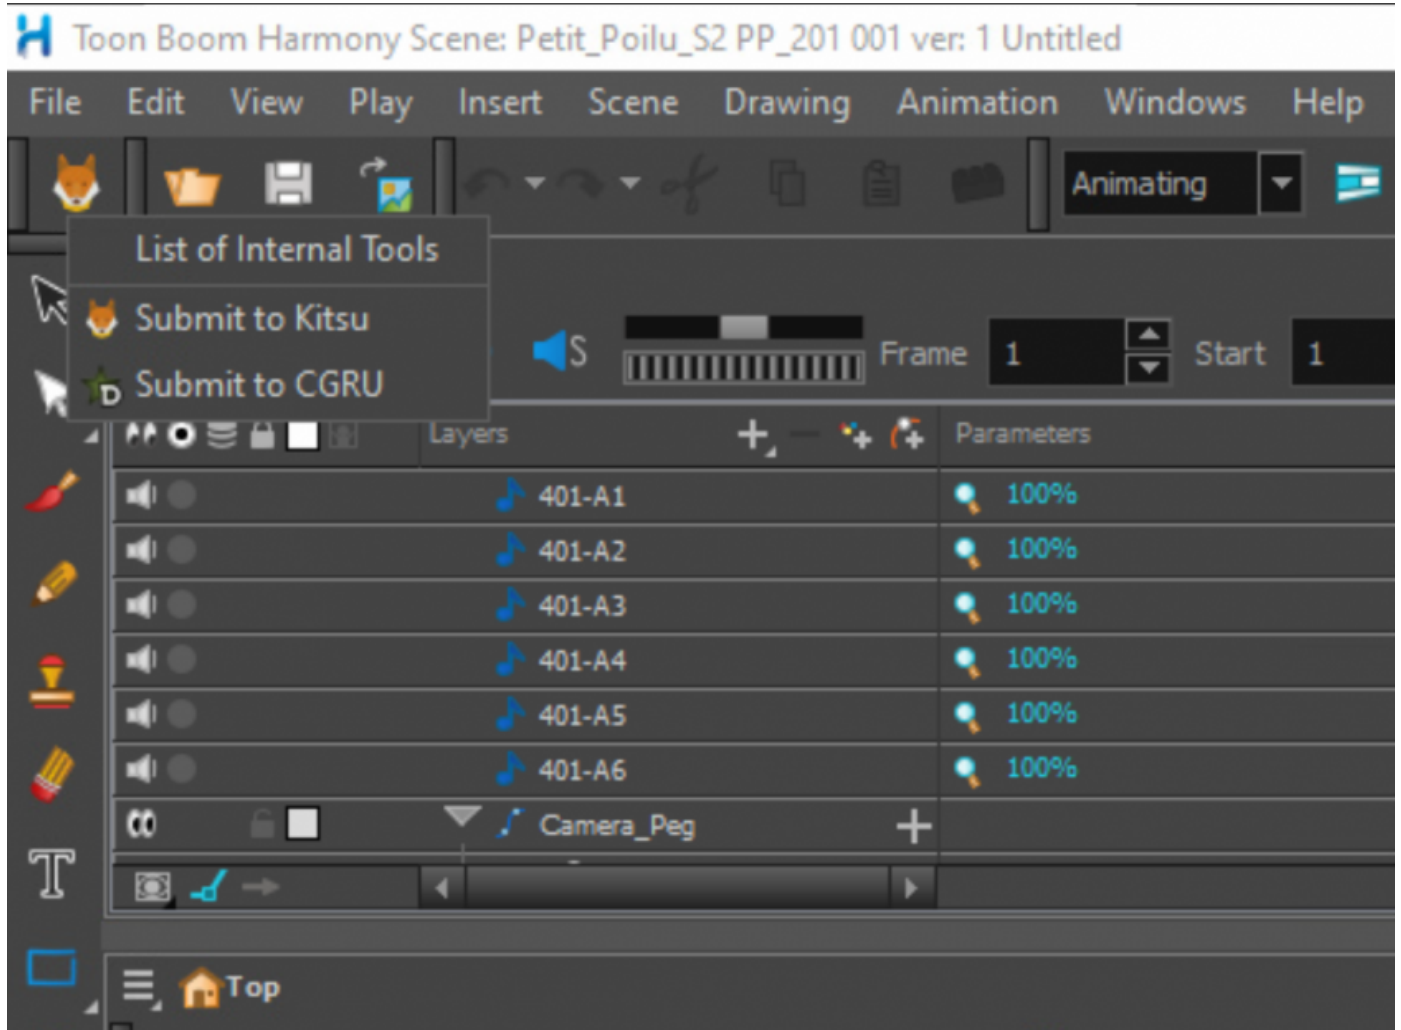 Toon Boom Harmony Scene: Petit_Poilu_S2 PP_201 001 ver: 1 Untitled
File Edit View Play Insert Scene Drawing Animation Windows Help
Animating
List of Internal Tools
Submit to Kitsu
D Submit to CGRU
S Frame 1 Start 1
Layers Parameters
401-A1 100%
401-A2 100%
401-A3 100%
401-A4 100%
401-A5 100%
401-A6 100%
Camera_Peg
T
Top